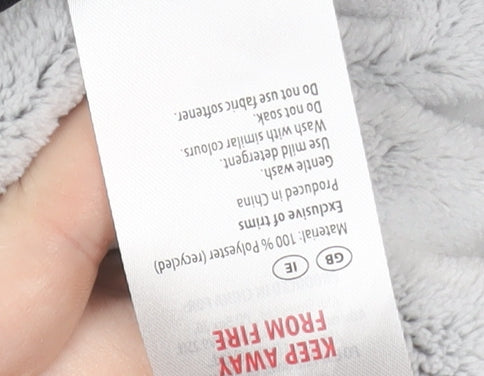 KEEP AWAY
FROM FIRE
GB IE
Material: 100 % Polyester (recycled)
Exclusive of trims
Produced in China
Gentle wash.
Use mild detergent.
Wash with similar colours.
Do not soak.
Do not use fabric softener.